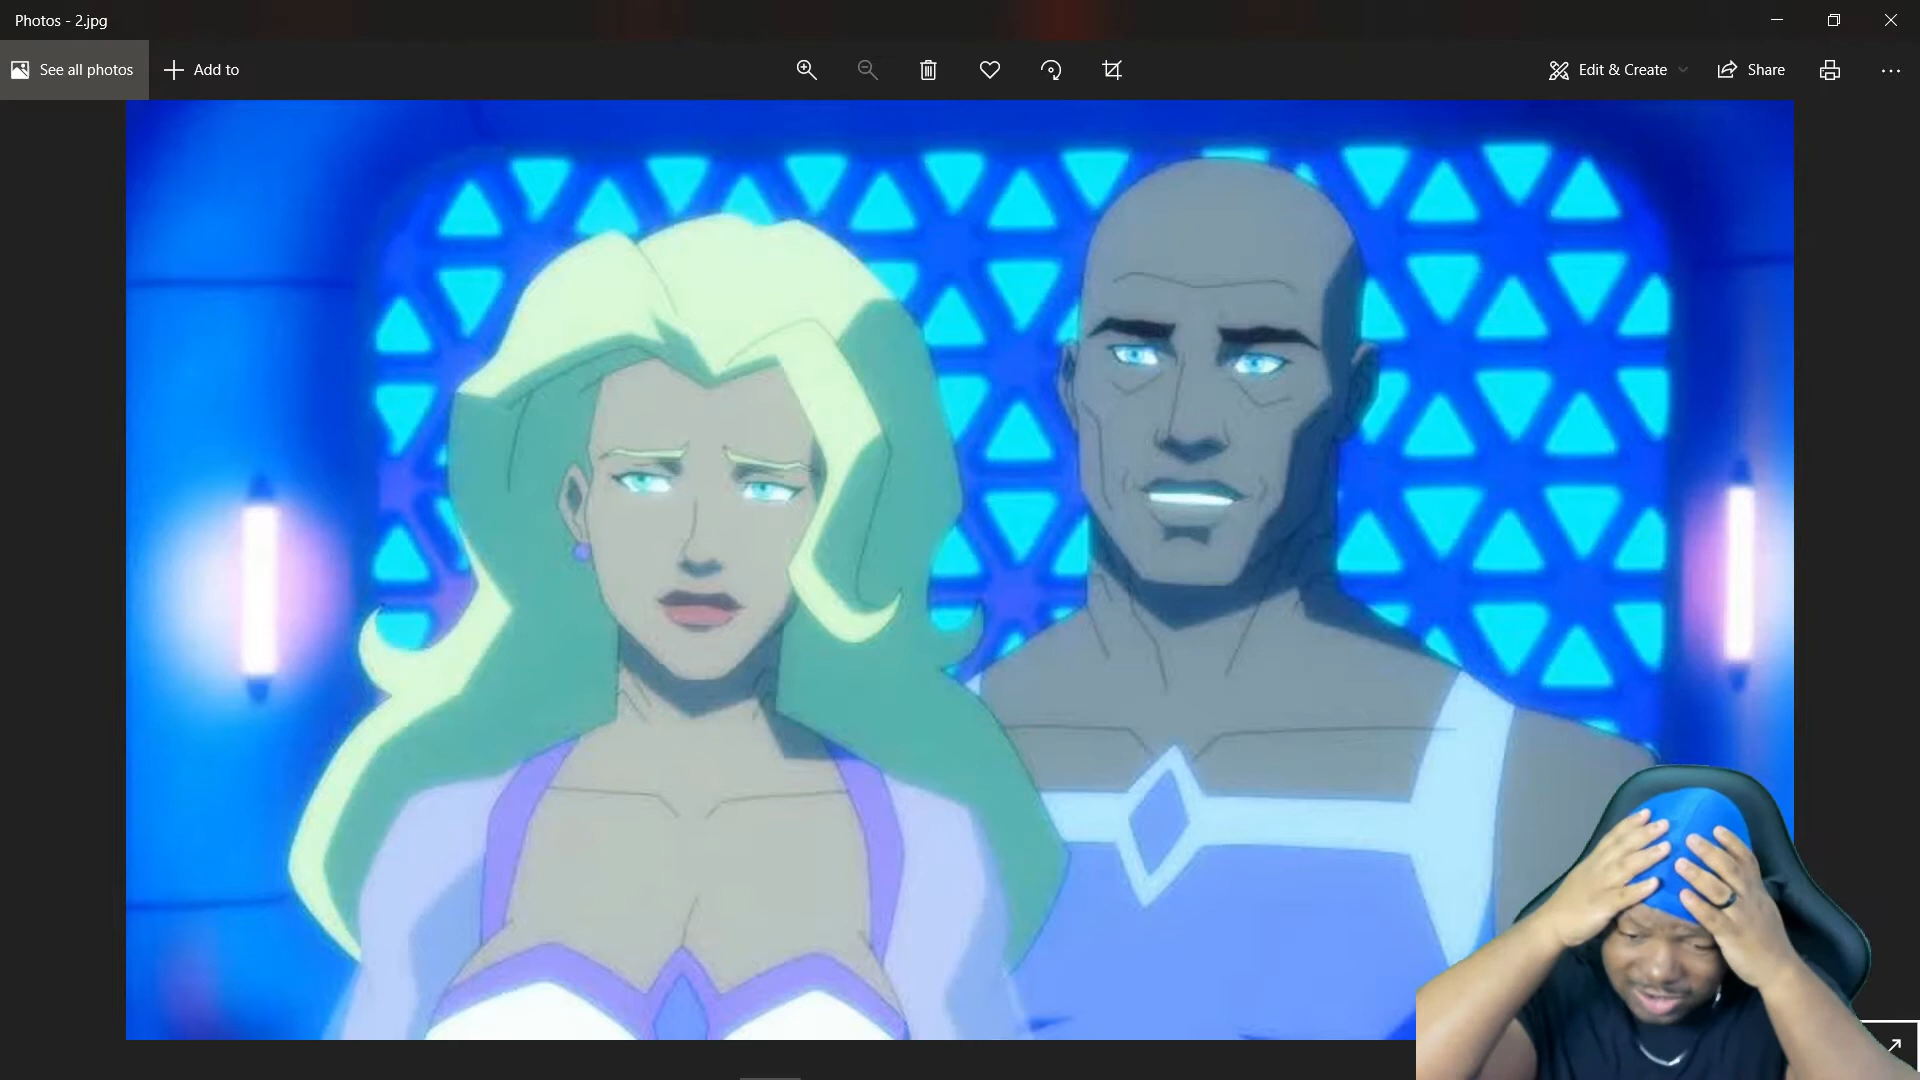 Photos - 2.jpg
See all photos
Add to
Edit & Create
Share